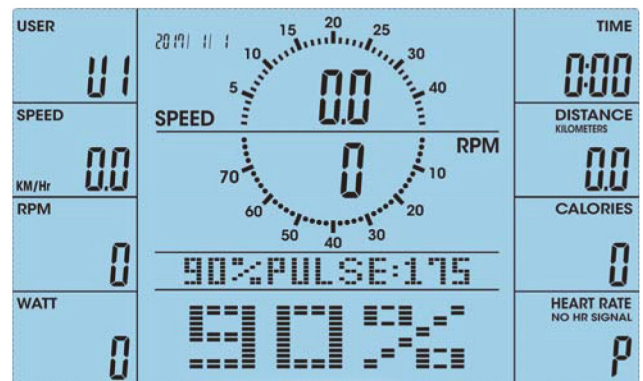 USER
U1
SPEED
KM/Hr 0.0
RPM
0
WATT
0
2017/ 1/ 1
5 10 15 20 25 30 40
0.0
SPEED
RPM
0
70 60 50 40 30 20 10
90%PULSE:175
90%
TIME
0:00
DISTANCE
KILOMETERS
0.0
CALORIES
0
HEART RATE
NO HR SIGNAL
P